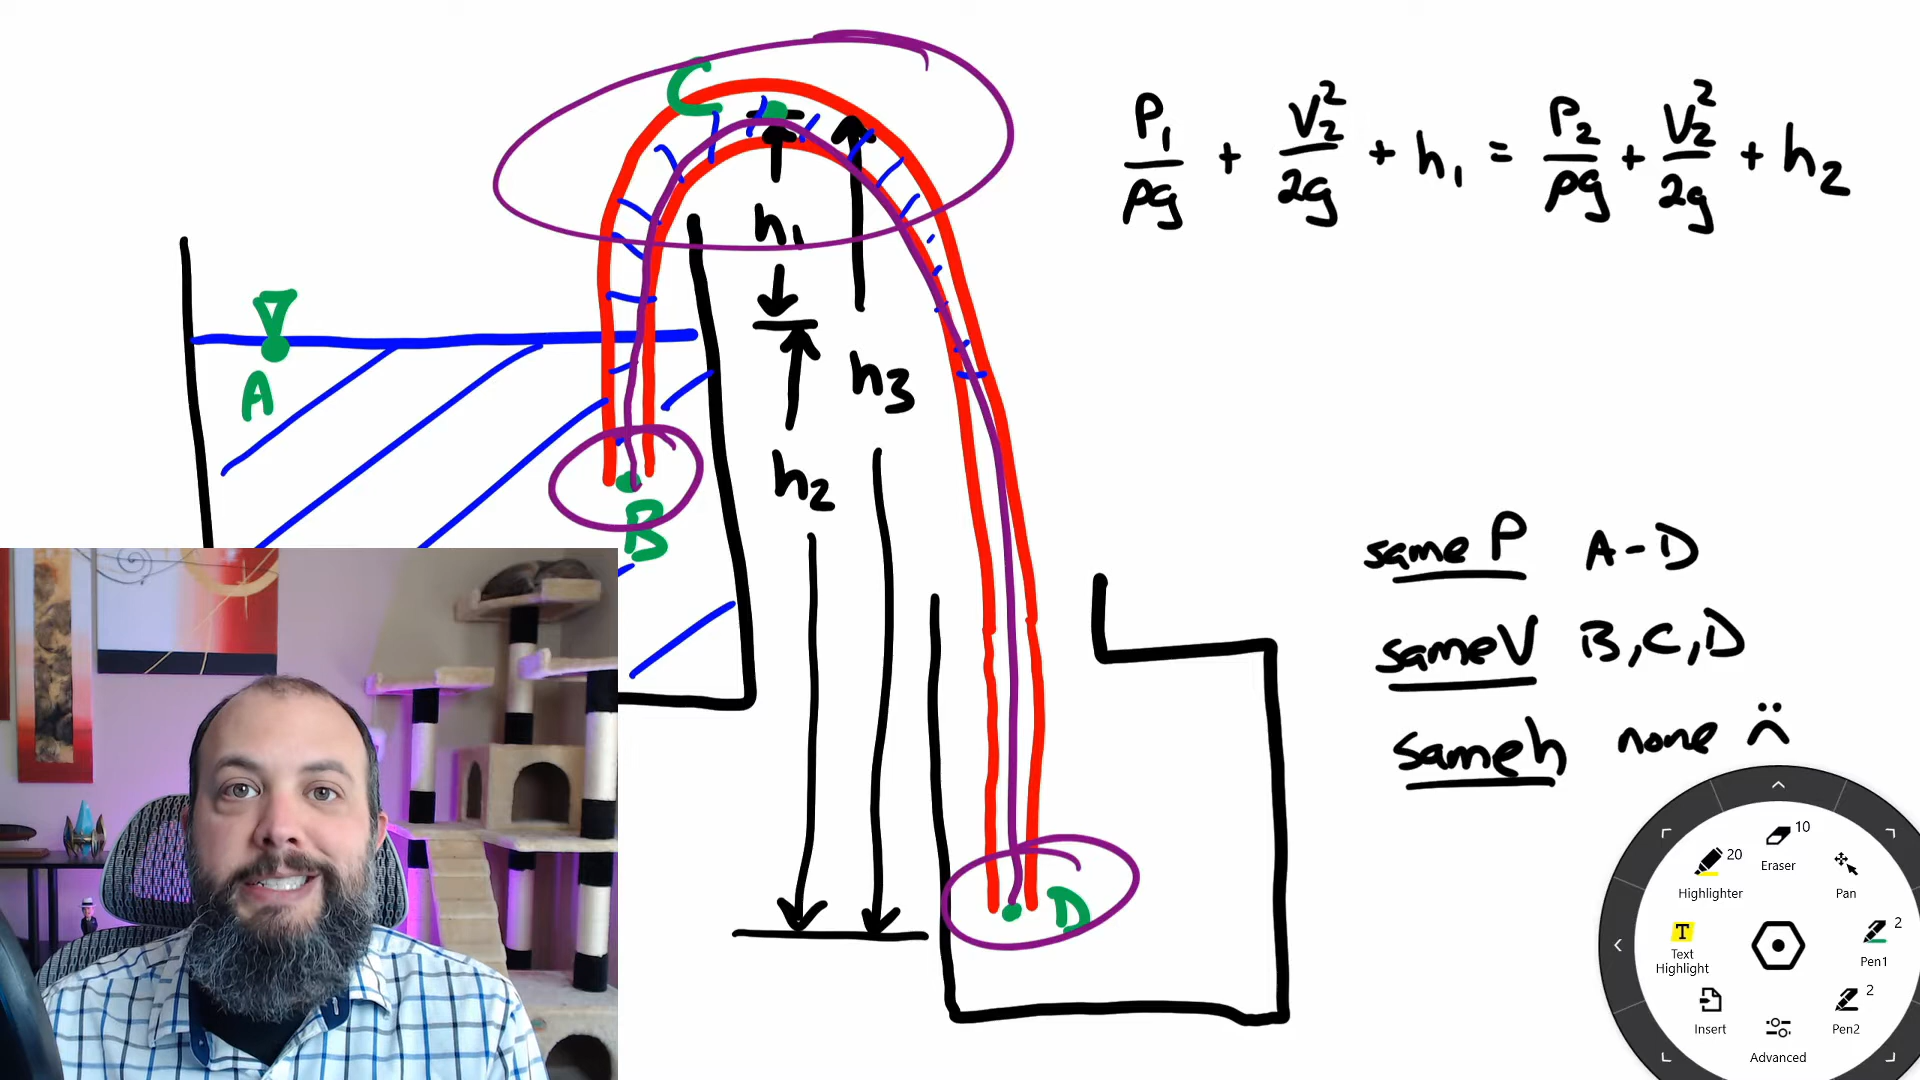 C
P₁/ρg + V₂²/2g + h₁ = P₂/ρg + V₂²/2g + h₂
h₁
A
h₃
h₂
B
D
same P A-D
same V B,C,D
same h none
10
Eraser
20
Highlighter
Pan
T
Text
Highlight
2
Pen1
Insert
2
Pen2
Advanced